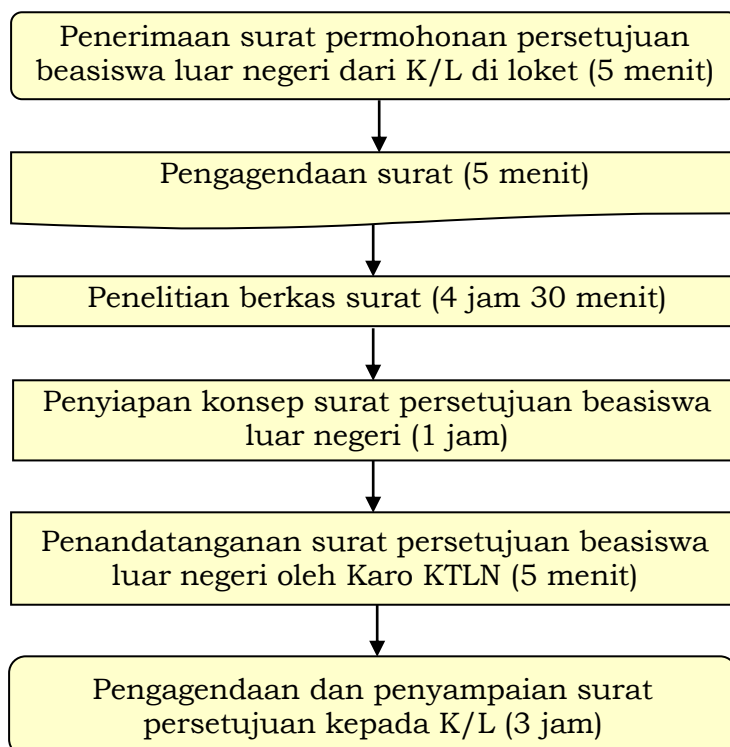 Penerimaan surat permohonan persetujuan
beasiswa luar negeri dari K/L di loket (5 menit)
Pengagendaan surat (5 menit)
Penelitian berkas surat (4 jam 30 menit)
Penyiapan konsep surat persetujuan beasiswa
luar negeri (1 jam)
Penandatanganan surat persetujuan beasiswa
luar negeri oleh Karo KTLN (5 menit)
Pengagendaan dan penyampaian surat
persetujuan kepada K/L (3 jam)